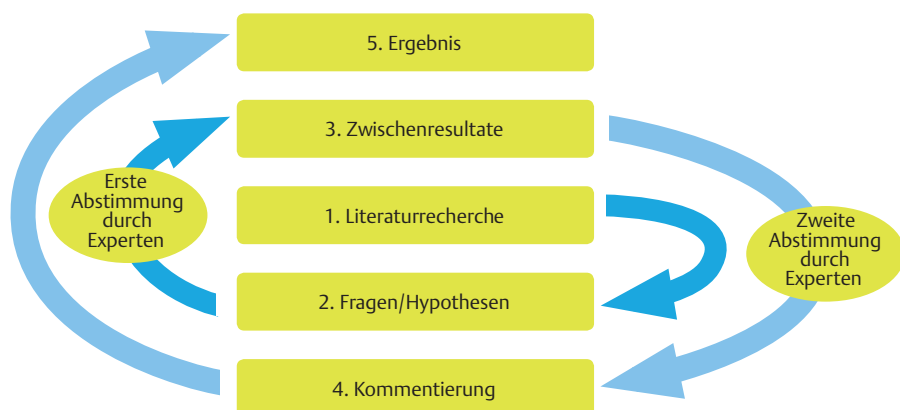 5. Ergebnis
3. Zwischenresultate
Erste
Abstimmung
durch
Experten
1. Literaturrecherche
Zweite
Abstimmung
durch
Experten
2. Fragen/Hypothesen
4. Kommentierung